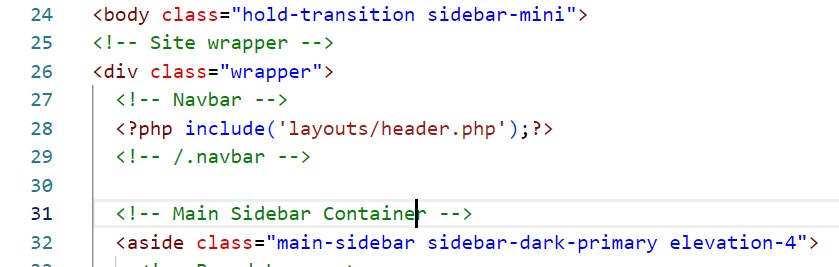 24 <body class="hold-transition sidebar-mini">
25 <!-- Site wrapper -->
26 <div class="wrapper">
27 <!-- Navbar -->
28 <?php include('layouts/header.php');?>
29 <!-- /.navbar -->
30
31 <!-- Main Sidebar Container -->
32 <aside class="main-sidebar sidebar-dark-primary elevation-4">